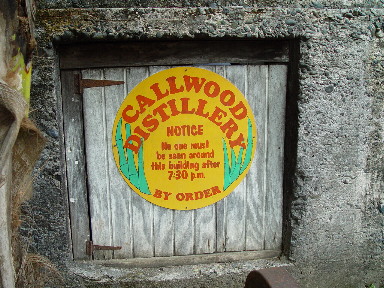 CALLWOOD
DISTILLERY
NOTICE
No one must
be seen around
this building after
7:30 p.m.
BY ORDER